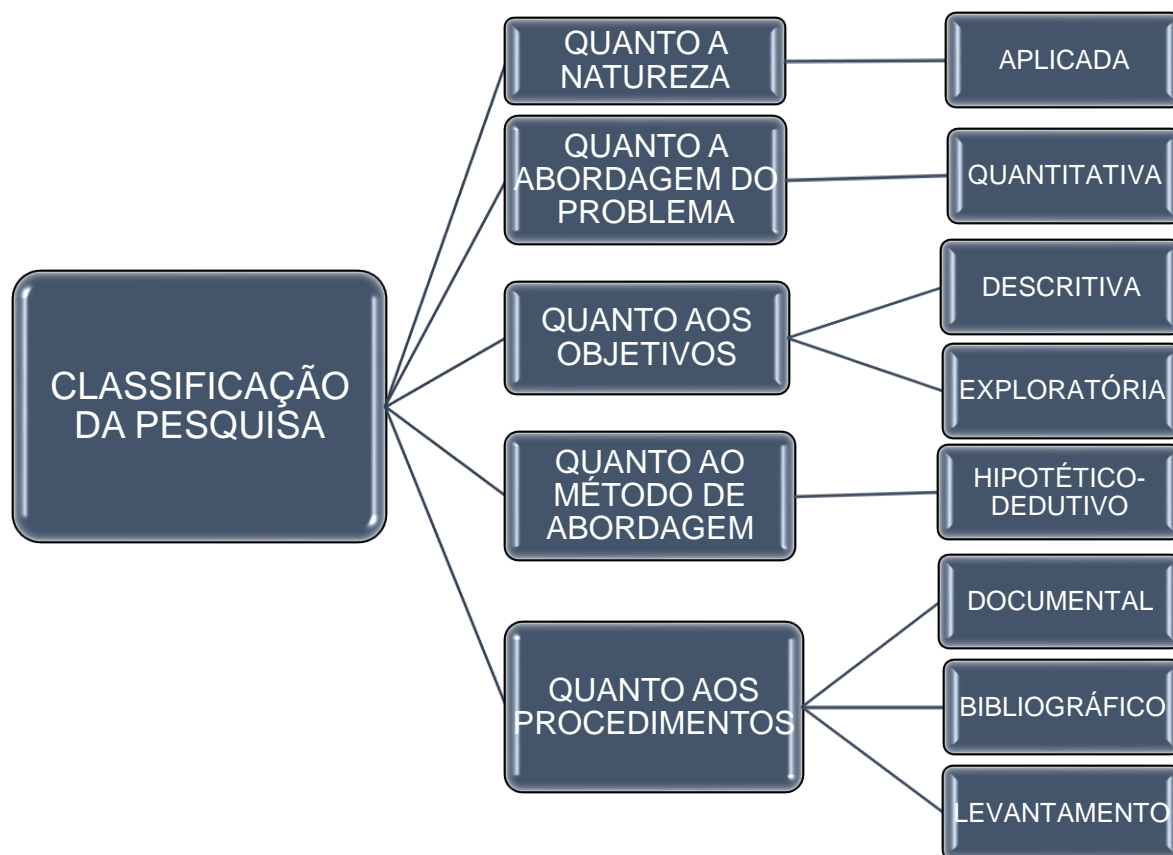 CLASSIFICAÇÃO
DA PESQUISA
QUANTO A
NATUREZA
APLICADA
QUANTO A
ABORDAGEM DO
PROBLEMA
QUANTITATIVA
QUANTO AOS
OBJETIVOS
DESCRITIVA
EXPLORATÓRIA
QUANTO AO
MÉTODO DE
ABORDAGEM
HIPOTÉTICO-
DEDUTIVO
QUANTO AOS
PROCEDIMENTOS
DOCUMENTAL
BIBLIOGRÁFICO
LEVANTAMENTO